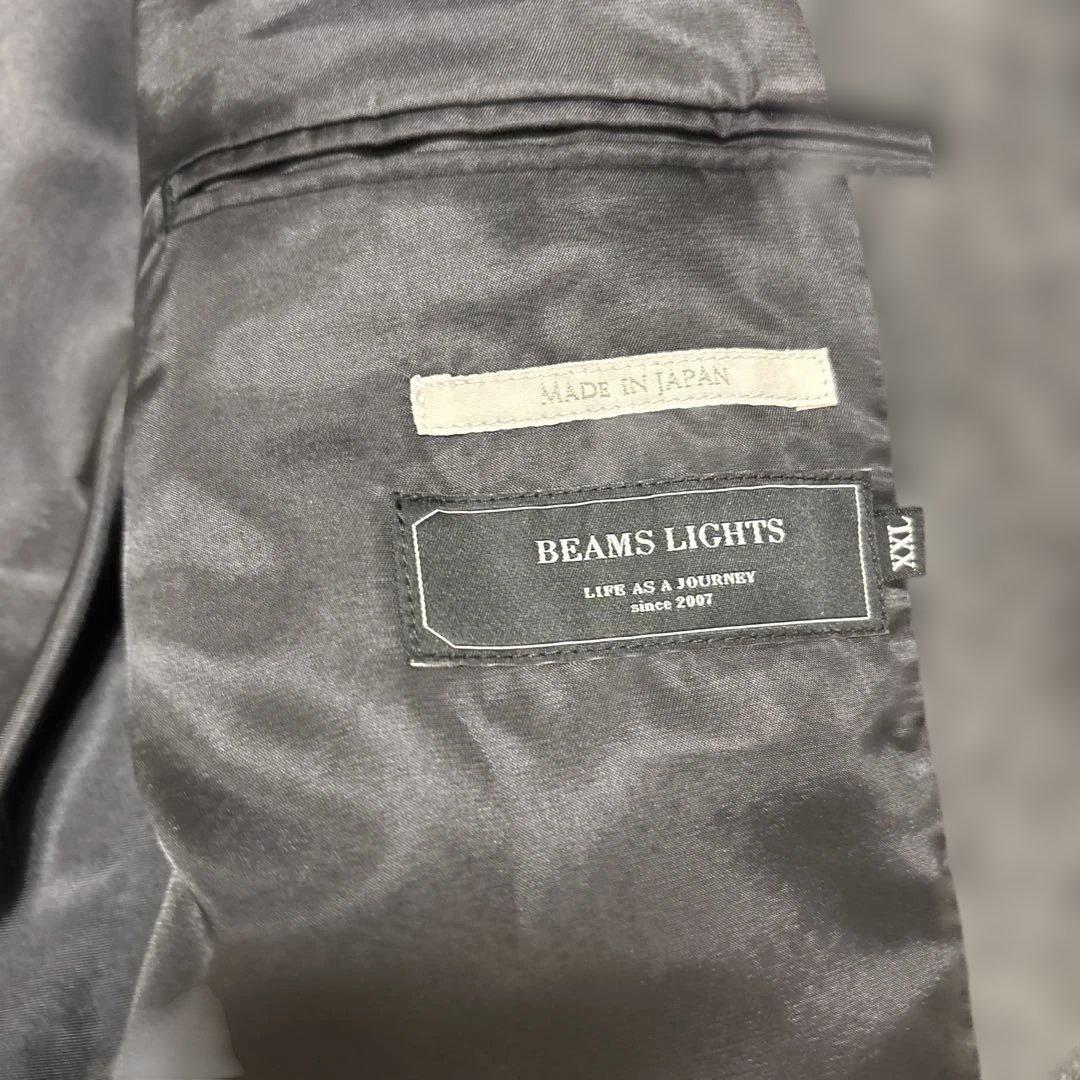 MADE IN JAPAN
BEAMS LIGHTS
LIFE AS A JOURNEY
since 2007
XXL